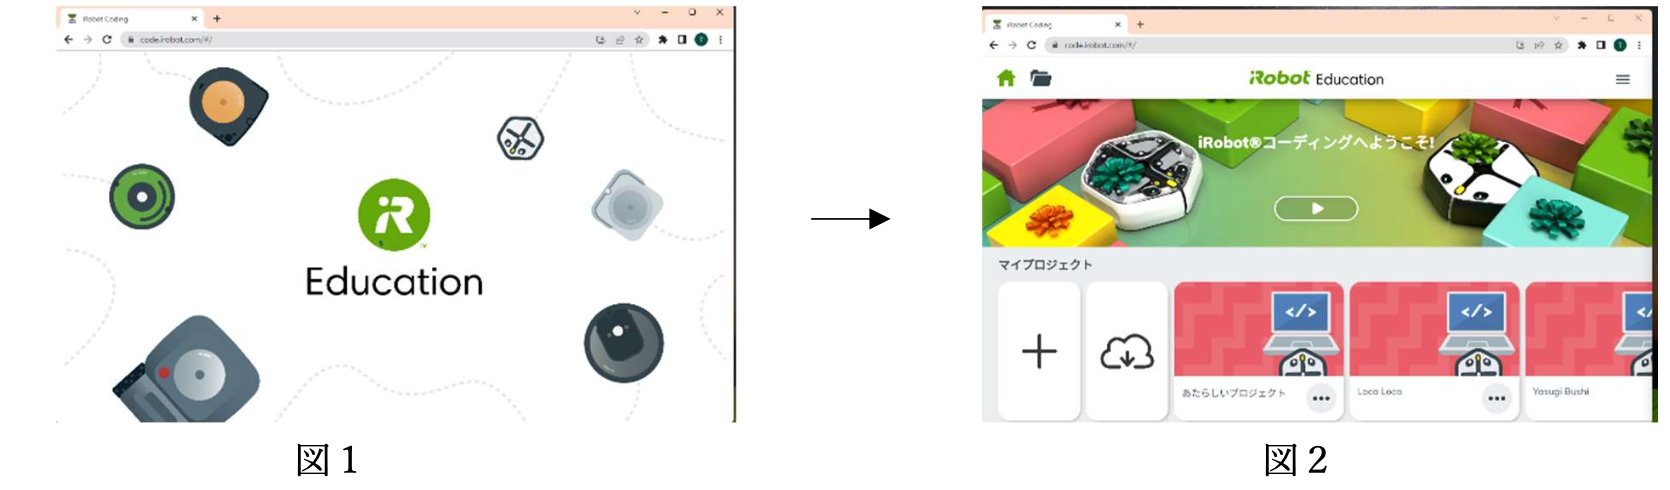 iRobot Coding
code.irobot.com/#/
iR
Education
図1
iRobot Coding
code.irobot.com/#/
iRobot Education
iRobot®コーディングへようこそ!
マイプロジェクト
あたらしいプロジェクト
Loca Loca
Yasugi Bushi
図2